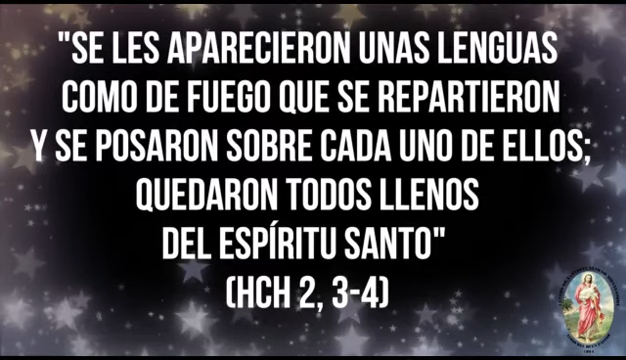 "SE LES APARECIERON UNAS LENGUAS
COMO DE FUEGO QUE SE REPARTIERON
Y SE POSARON SOBRE CADA UNO DE ELLOS;
QUEDARON TODOS LLENOS
DEL ESPÍRITU SANTO"
(HCH 2, 3-4)